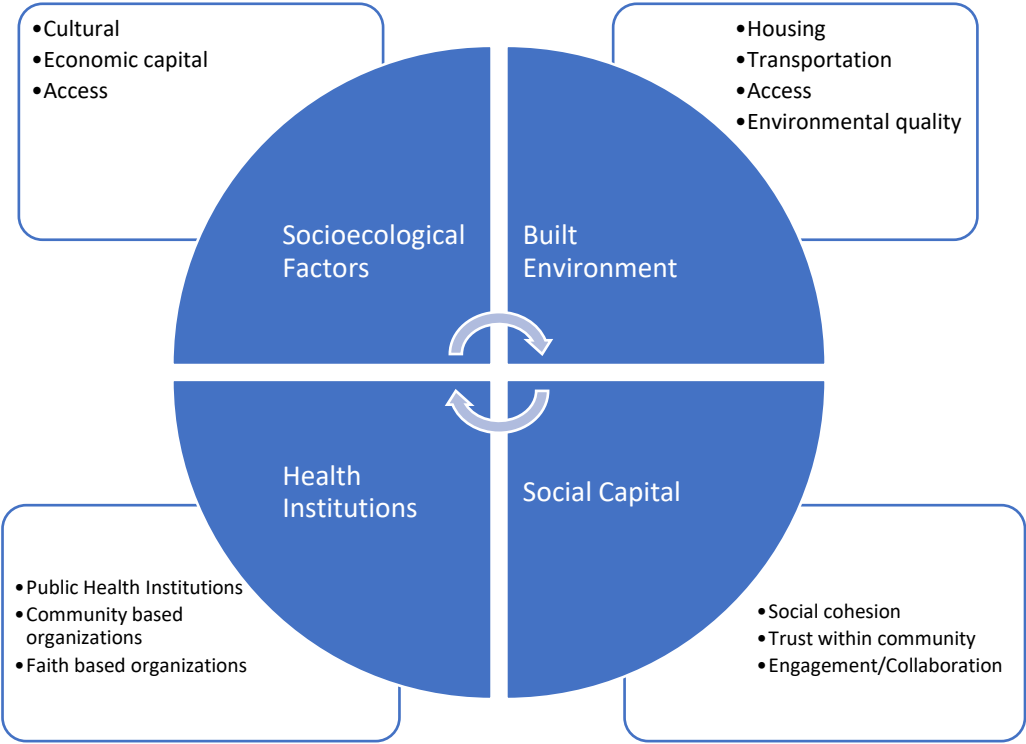 •Cultural
•Economic capital
•Access
•Housing
•Transportation
•Access
•Environmental quality
Socioecological
Factors
Built
Environment
Health
Institutions
Social Capital
•Public Health Institutions
•Community based
organizations
•Faith based organizations
•Social cohesion
•Trust within community
•Engagement/Collaboration